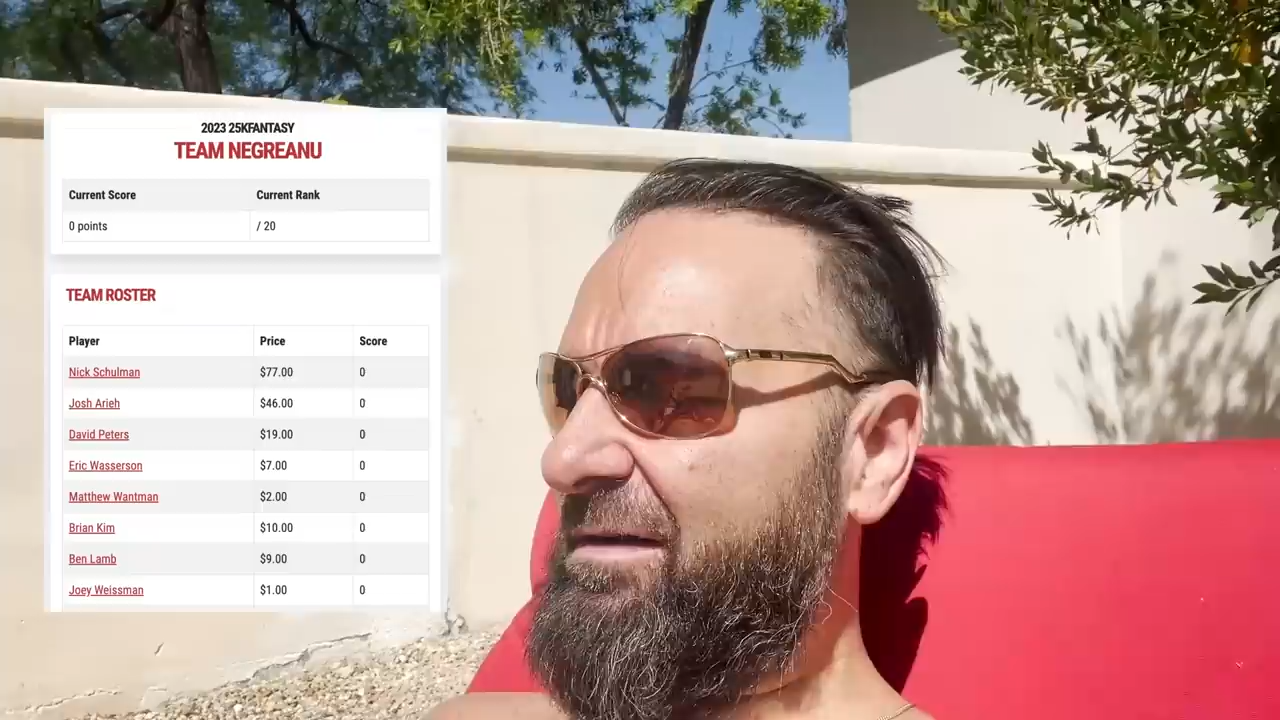 2023 25KFANTASY
TEAM NEGREANU
Current Score Current Rank
0 points / 20
TEAM ROSTER
Player Price Score
Nick Schulman $77.00 0
Josh Arieh $46.00 0
David Peters $19.00 0
Eric Wasserson $7.00 0
Matthew Wantman $2.00 0
Brian Kim $10.00 0
Ben Lamb $9.00 0
Joey Weissman $1.00 0